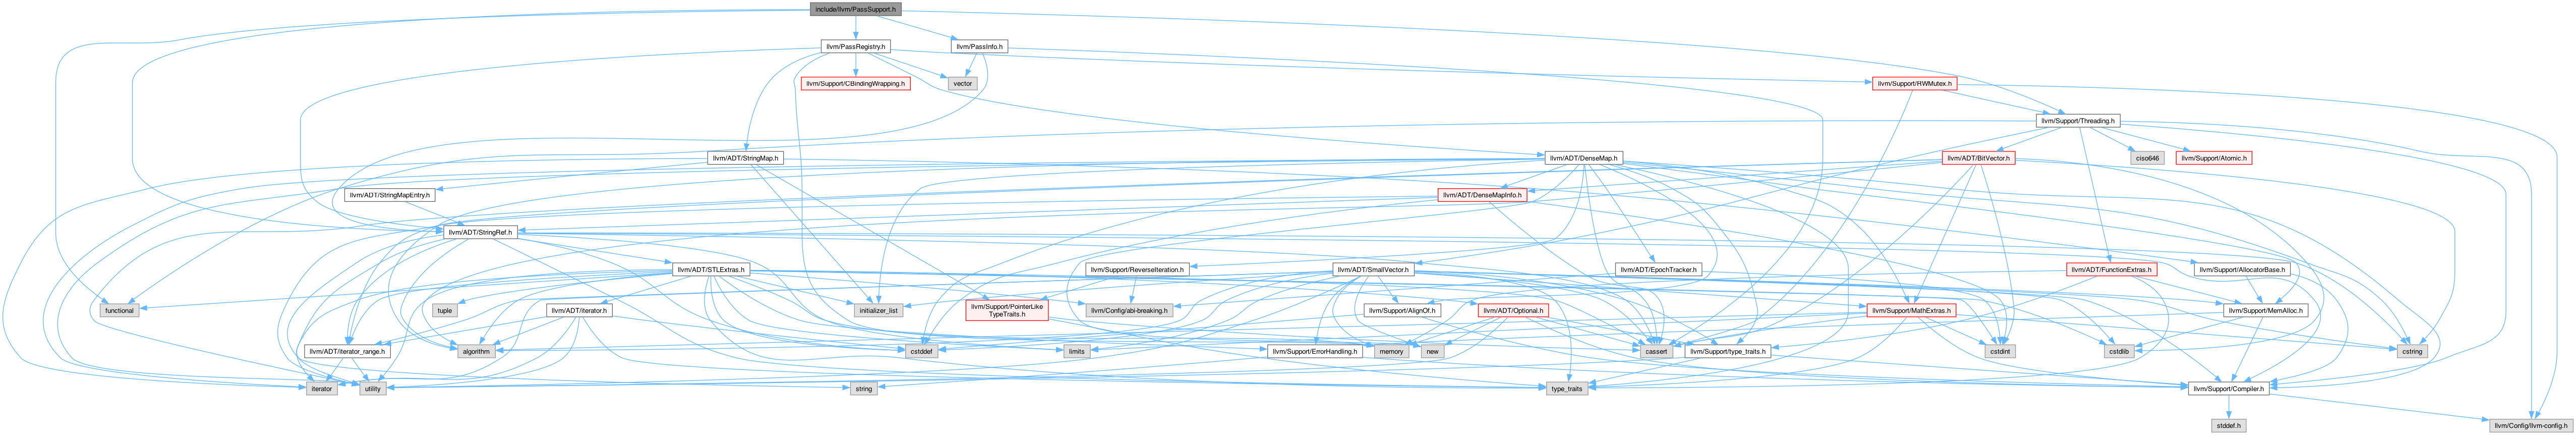 include/llvm/PassSupport.h
llvm/PassRegistry.h
llvm/PassInfo.h
llvm/Support/CBindingWrapping.h
vector
llvm/Support/RWMutex.h
llvm/Support/Threading.h
llvm/ADT/StringMap.h
llvm/ADT/DenseMap.h
llvm/ADT/BitVector.h
ciso646
llvm/Support/Atomic.h
llvm/ADT/StringMapEntry.h
llvm/ADT/DenseMapInfo.h
llvm/ADT/StringRef.h
llvm/ADT/STLExtras.h
llvm/Support/ReverseIteration.h
llvm/ADT/SmallVector.h
llvm/ADT/EpochTracker.h
llvm/ADT/FunctionExtras.h
llvm/Support/AllocatorBase.h
functional
tuple
llvm/ADT/iterator.h
initializer_list
llvm/Support/PointerLike
TypeTraits.h
llvm/Config/abi-breaking.h
llvm/Support/AlignOf.h
llvm/ADT/Optional.h
llvm/Support/MathExtras.h
llvm/Support/MemAlloc.h
llvm/ADT/iterator_range.h
algorithm
cstddef
limits
llvm/Support/ErrorHandling.h
memory
new
cassert
llvm/Support/type_traits.h
cstdint
cstdlib
cstring
iterator
utility
string
type_traits
llvm/Support/Compiler.h
stddef.h
llvm/Config/llvm-config.h